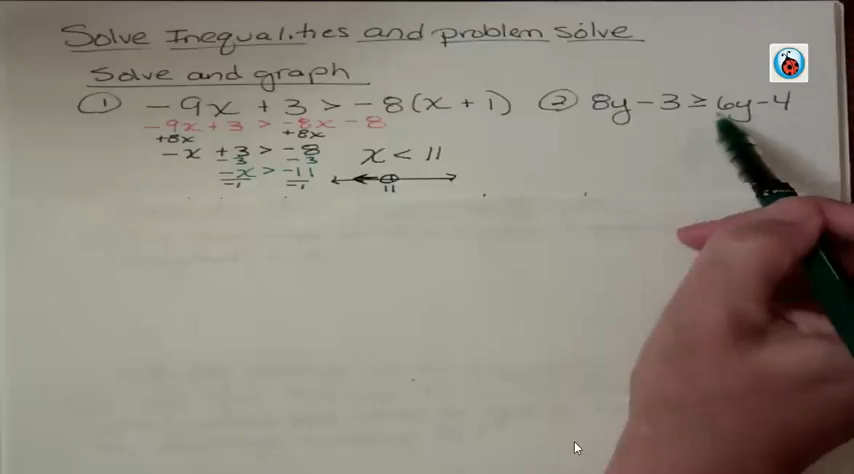 Solve Inequalities and problem solve
Solve and graph
① -9x + 3 > -8(x + 1)
-9x + 3 > -8x - 8
+8x +8x
-x + 3 > -8
-3 -3
-x > -11
-1 -1
x < 11
11
② 8y - 3 ≥ 6y - 4